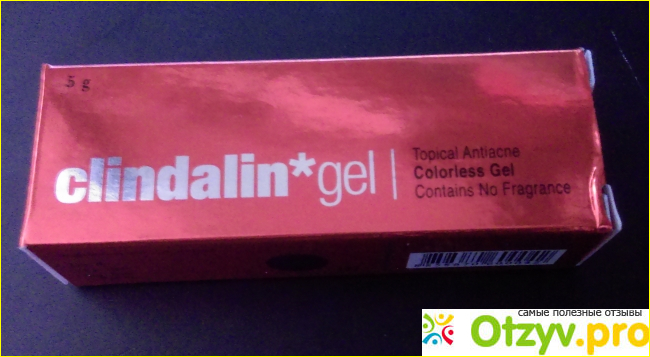 5 g
clindalin*gel
Topical Antiacne
Colorless Gel
Contains No Fragrance
самые полезные отзывы
Otzyv.pro